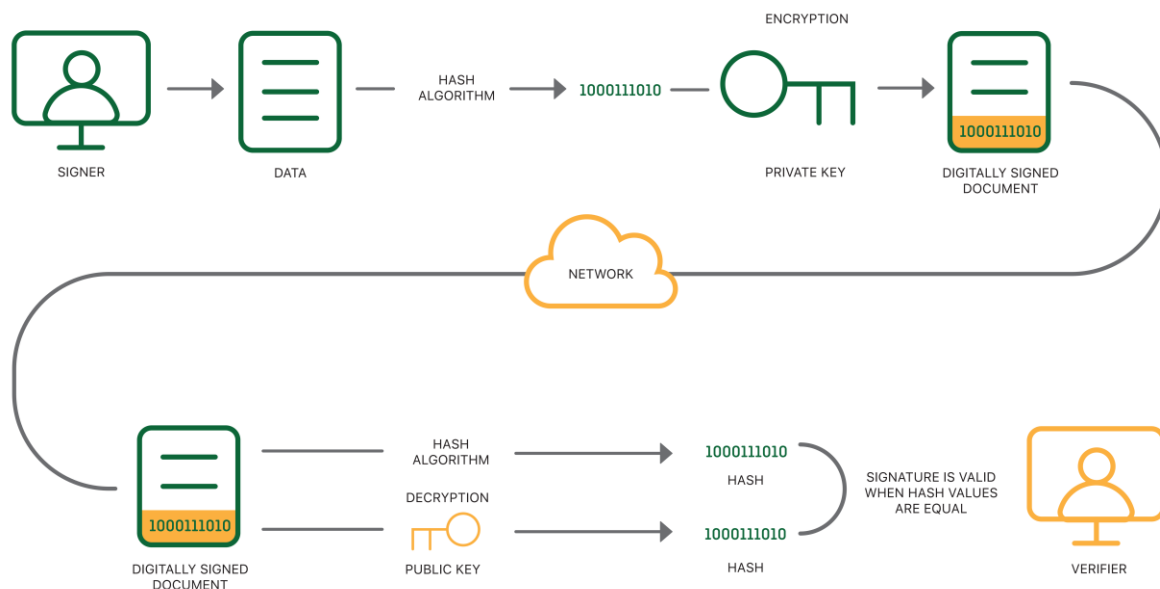 ENCRYPTION
HASH
ALGORITHM
1000111010
1000111010
SIGNER
DATA
PRIVATE KEY
DIGITALLY SIGNED
DOCUMENT
NETWORK
HASH
ALGORITHM
1000111010
HASH
SIGNATURE IS VALID
WHEN HASH VALUES
ARE EQUAL
DECRYPTION
1000111010
1000111010
PUBLIC KEY
HASH
DIGITALLY SIGNED
DOCUMENT
VERIFIER